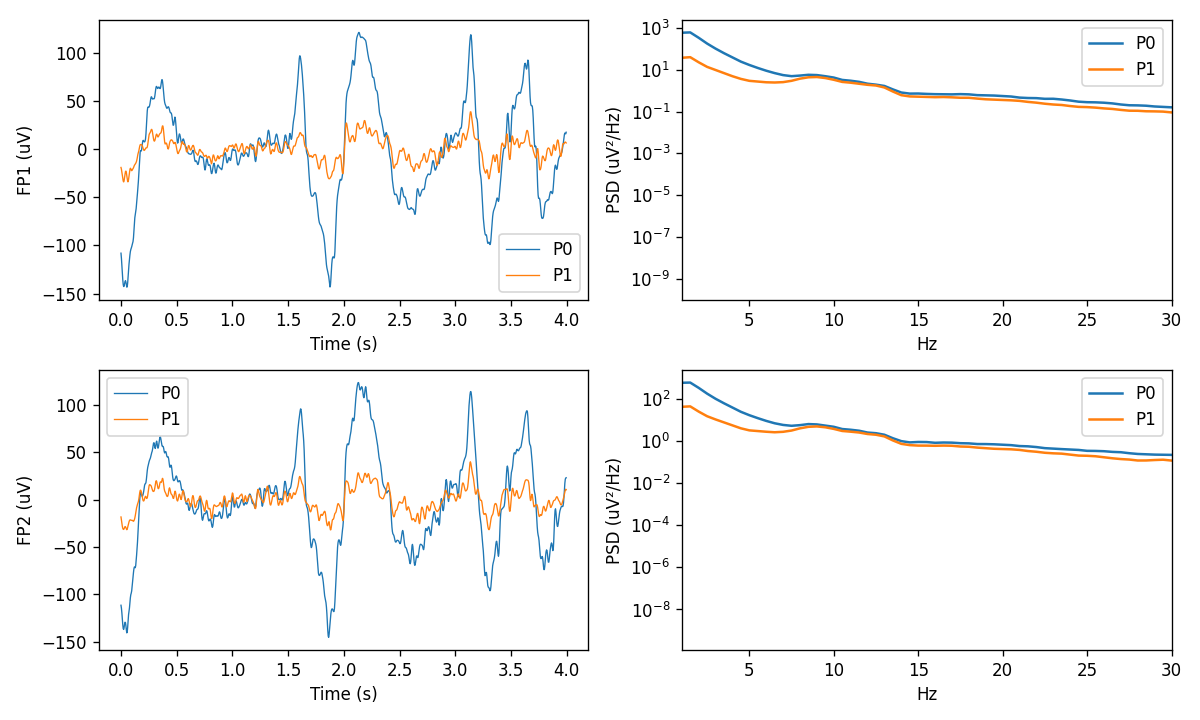 FP1 (uV)
100
50
0
−50
−100
−150
0.0 0.5 1.0 1.5 2.0 2.5 3.0 3.5 4.0
Time (s)
P0
P1
PSD (uV²/Hz)
10³
10¹
10⁻¹
10⁻³
10⁻⁵
10⁻⁷
10⁻⁹
5 10 15 20 25 30
Hz
P0
P1
FP2 (uV)
100
50
0
−50
−100
−150
0.0 0.5 1.0 1.5 2.0 2.5 3.0 3.5 4.0
Time (s)
P0
P1
PSD (uV²/Hz)
10²
10⁰
10⁻²
10⁻⁴
10⁻⁶
10⁻⁸
5 10 15 20 25 30
Hz
P0
P1